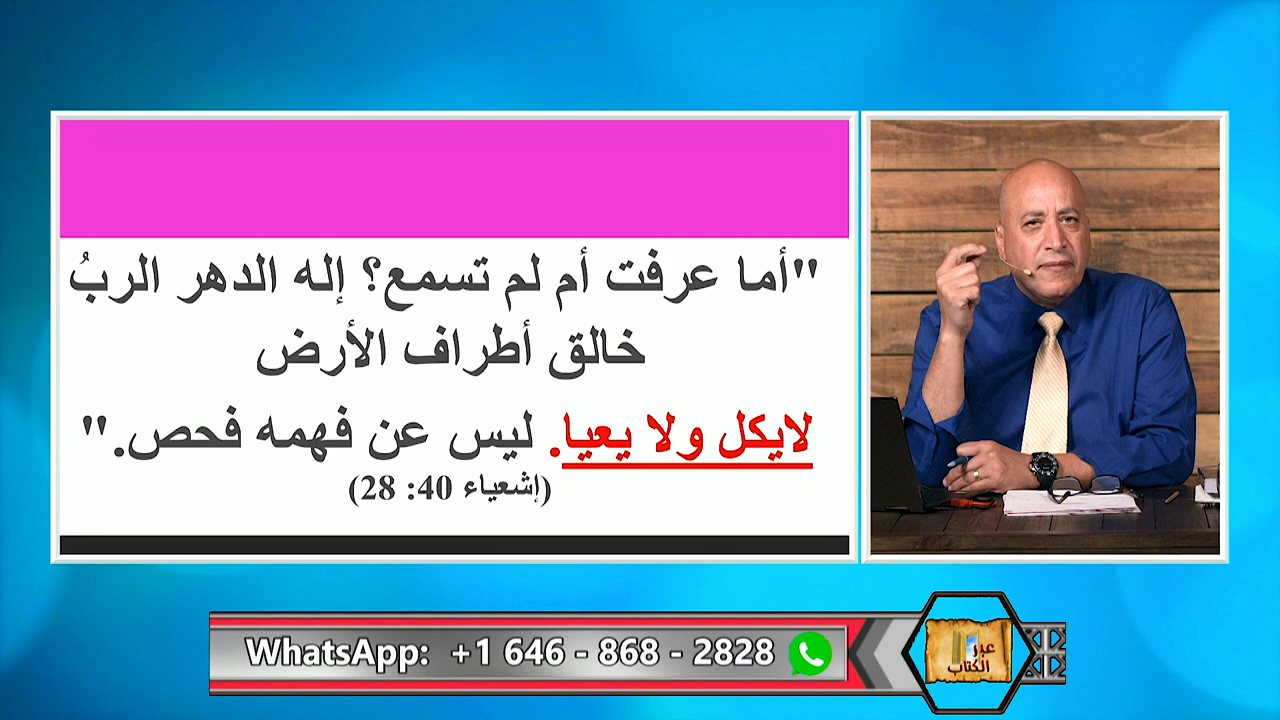 "أما عرفت أم لم تسمع؟ إله الدهر الربُ
خالق أطراف الأرض
لايكل ولا يعيا. ليس عن فهمه فحص."
(إشعياء 40: 28)
WhatsApp: +1 646 - 868 - 2828
عبر
الكتاب